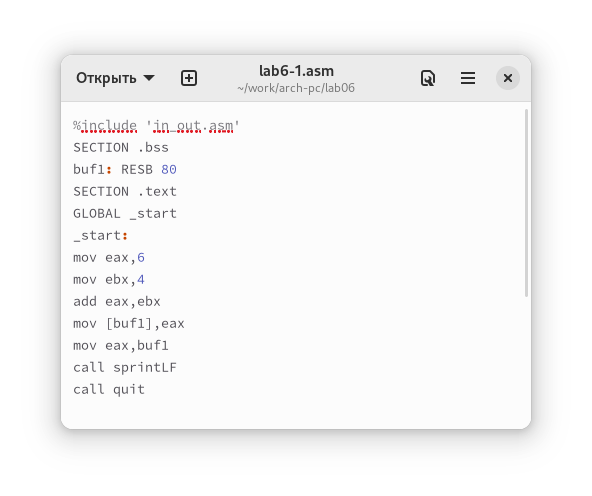 Открыть
lab6-1.asm
~/work/arch-pc/lab06
%include 'in_out.asm'
SECTION .bss
buf1: RESB 80
SECTION .text
GLOBAL _start
_start:
mov eax,6
mov ebx,4
add eax,ebx
mov [buf1],eax
mov eax,buf1
call sprintLF
call quit